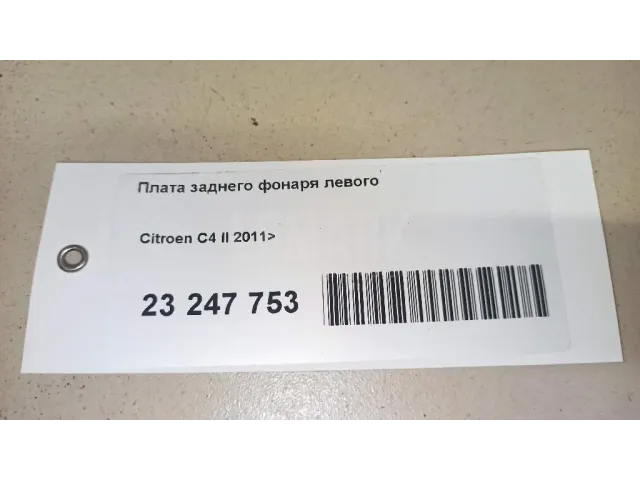 Плата заднего фонаря левого
Citroen C4 II 2011>
23 247 753